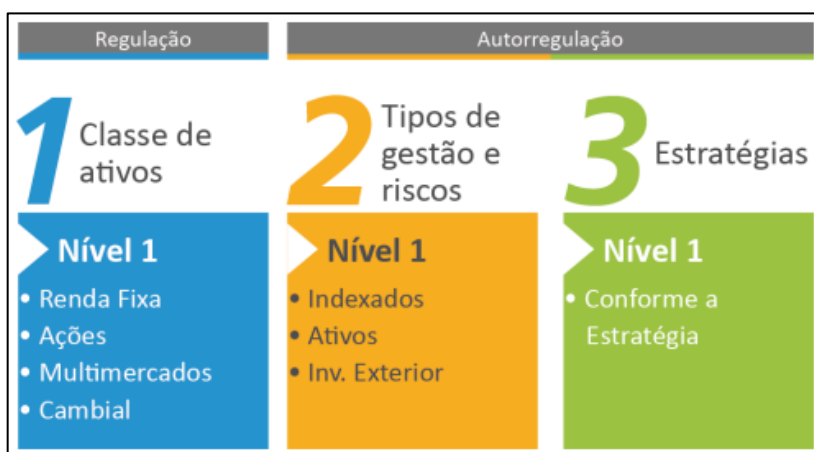 Regulação
Autorregulação
1
Classe de
ativos
2
Tipos de
gestão e
riscos
3
Estratégias
Nível 1
• Renda Fixa
• Ações
• Multimercados
• Cambial
Nível 1
• Indexados
• Ativos
• Inv. Exterior
Nível 1
• Conforme a
Estratégia